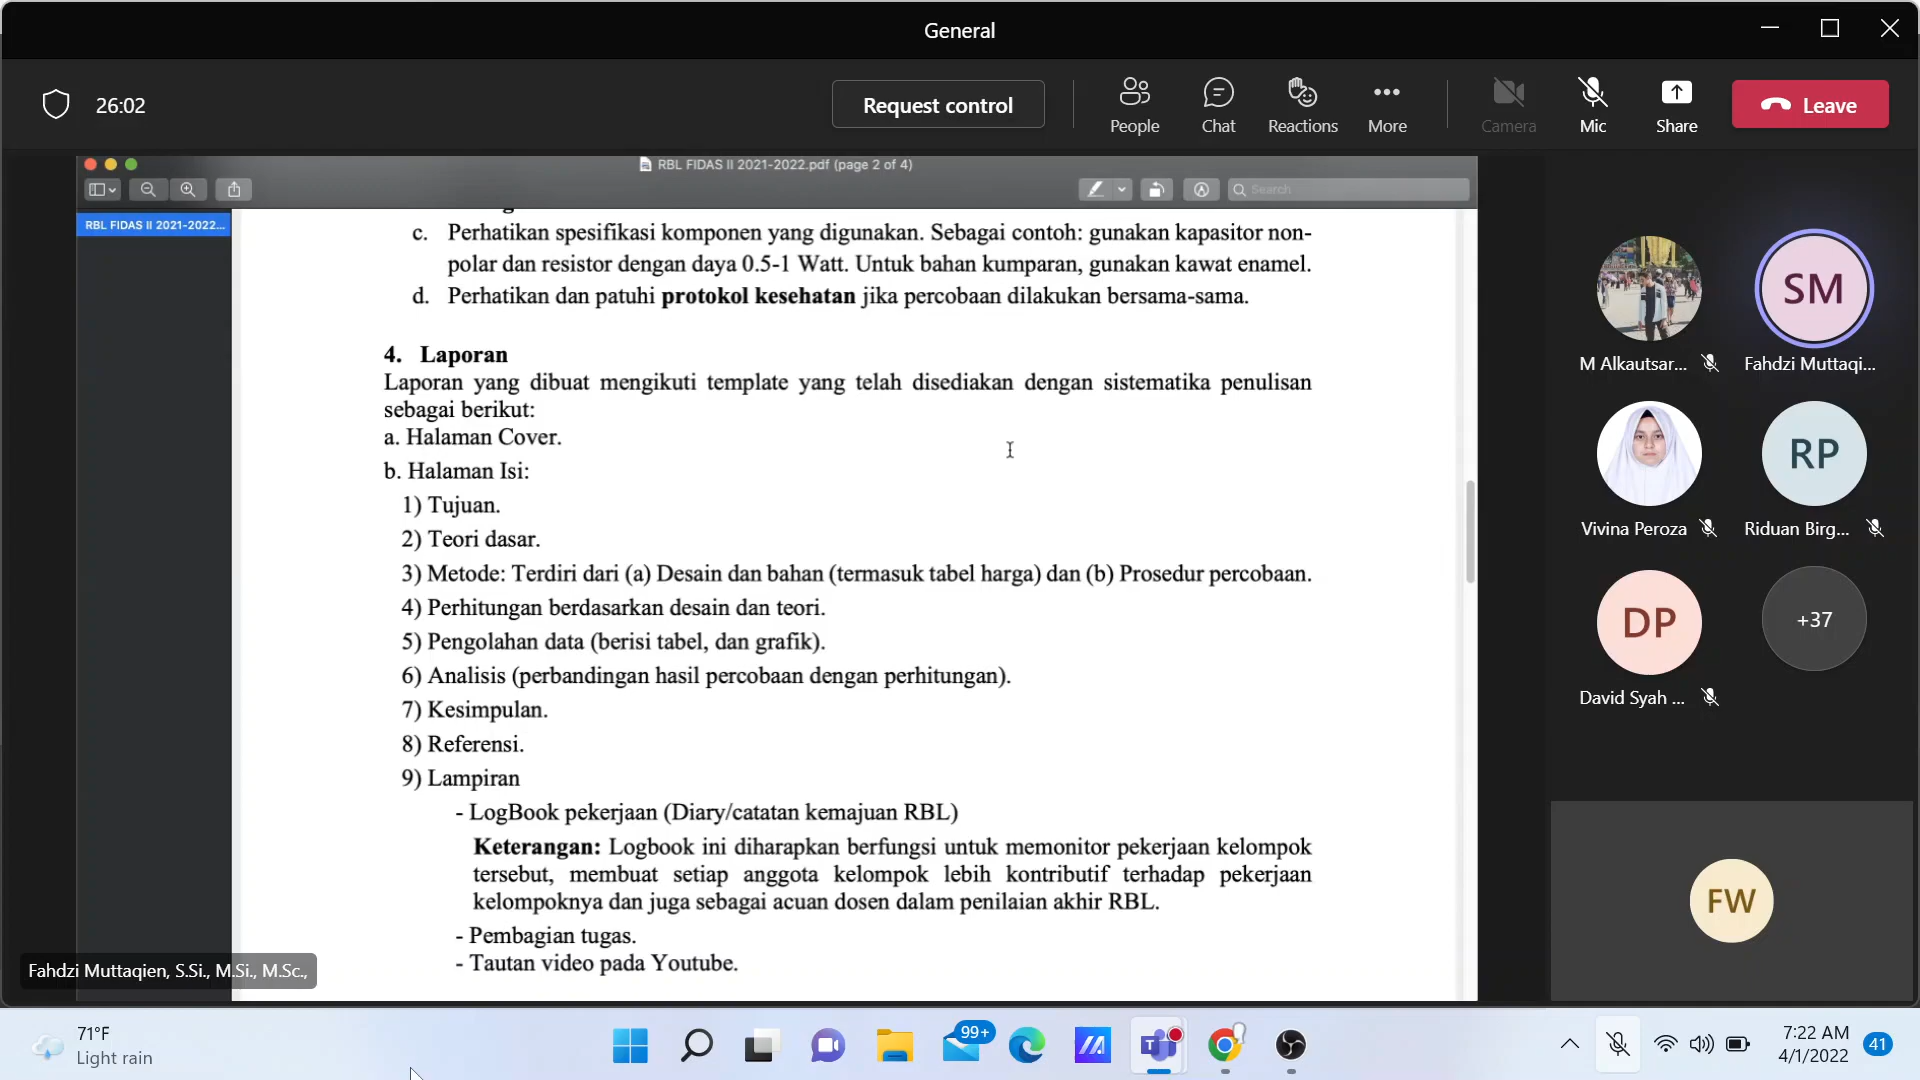 General
26:02
Request control
People
Chat
Reactions
More
Camera
Mic
Share
Leave
RBL FIDAS II 2021-2022.pdf (page 2 of 4)
Search
RBL FIDAS II 2021-2022...
c. Perhatikan spesifikasi komponen yang digunakan. Sebagai contoh: gunakan kapasitor non-
polar dan resistor dengan daya 0.5-1 Watt. Untuk bahan kumparan, gunakan kawat enamel.
d. Perhatikan dan patuhi protokol kesehatan jika percobaan dilakukan bersama-sama.
4. Laporan
Laporan yang dibuat mengikuti template yang telah disediakan dengan sistematika penulisan
sebagai berikut:
a. Halaman Cover.
b. Halaman Isi:
1) Tujuan.
2) Teori dasar.
3) Metode: Terdiri dari (a) Desain dan bahan (termasuk tabel harga) dan (b) Prosedur percobaan.
4) Perhitungan berdasarkan desain dan teori.
5) Pengolahan data (berisi tabel, dan grafik).
6) Analisis (perbandingan hasil percobaan dengan perhitungan).
7) Kesimpulan.
8) Referensi.
9) Lampiran
- LogBook pekerjaan (Diary/catatan kemajuan RBL)
Keterangan: Logbook ini diharapkan berfungsi untuk memonitor pekerjaan kelompok
tersebut, membuat setiap anggota kelompok lebih kontributif terhadap pekerjaan
kelompoknya dan juga sebagai acuan dosen dalam penilaian akhir RBL.
- Pembagian tugas.
- Tautan video pada Youtube.
Fahdzi Muttaqien, S.Si., M.Si., M.Sc.,
M Alkautsar...
SM
Fahdzi Muttaqi...
Vivina Peroza
RP
Riduan Birg...
DP
David Syah ...
+37
FW
71°F
Light rain
99+
T
7:22 AM
4/1/2022
41